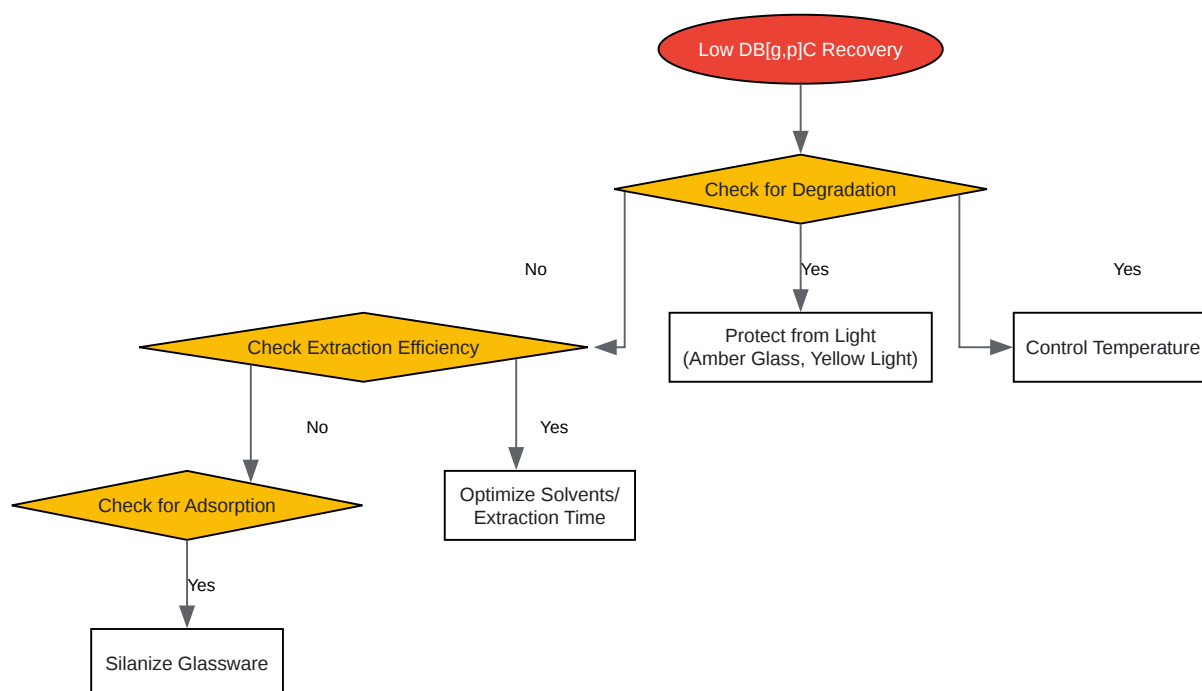 Low DB[g,p]C Recovery
Check for Degradation
No
Yes
Yes
Check Extraction Efficiency
Protect from Light
(Amber Glass, Yellow Light)
Control Temperature
No
Yes
Check for Adsorption
Optimize Solvents/
Extraction Time
Yes
Silanize Glassware